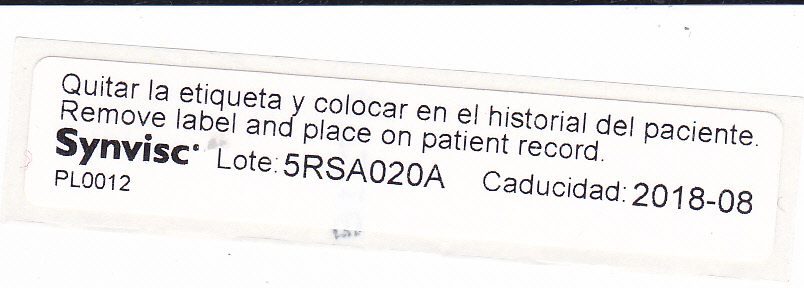 Quitar la etiqueta y colocar en el historial del paciente.
Remove label and place on patient record.
Synvisc® Lote: 5RSA020A Caducidad: 2018-08
PL0012